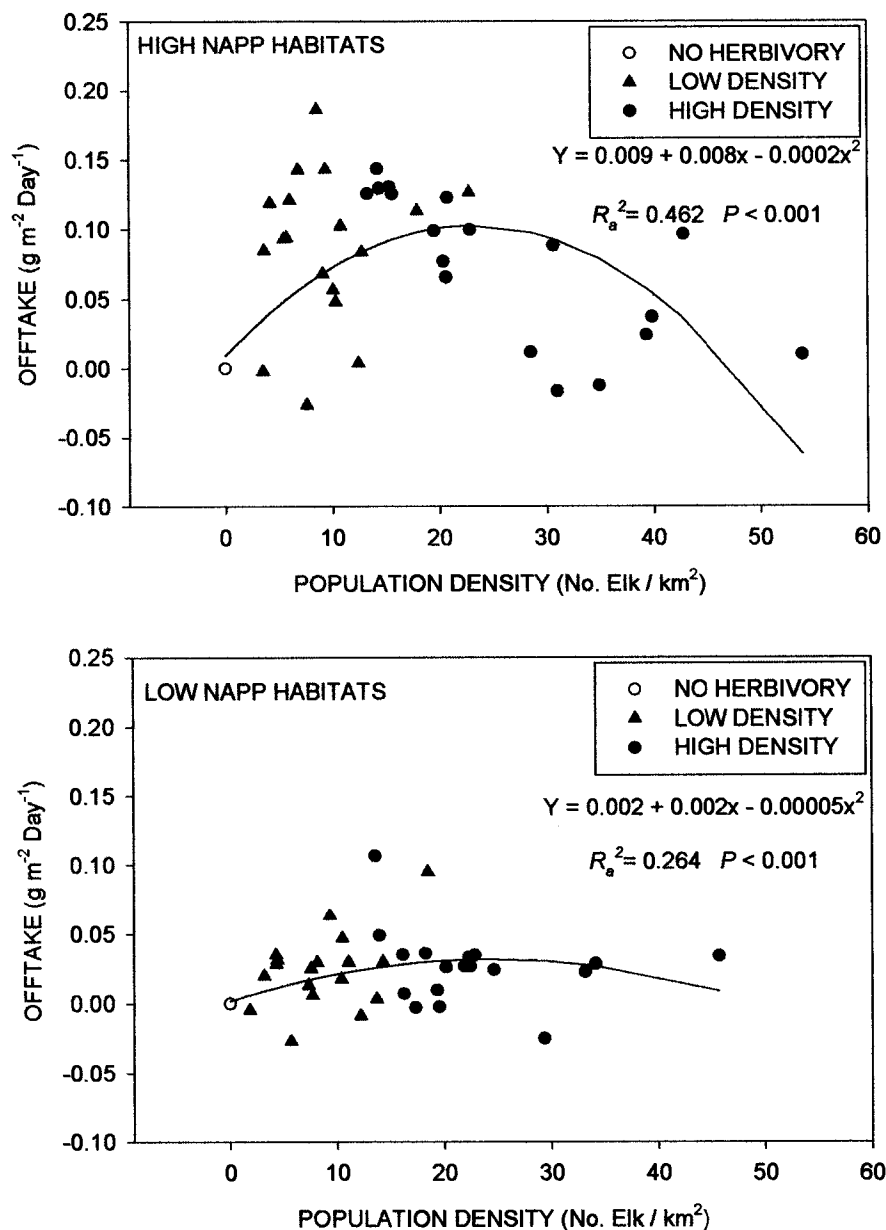 HIGH NAPP HABITATS
NO HERBIVORY
LOW DENSITY
HIGH DENSITY
Y = 0.009 + 0.008x - 0.0002x²
Rₐ² = 0.462 P < 0.001
OFFTAKE (g m⁻² Day⁻¹)
0.25
0.20
0.15
0.10
0.05
0.00
-0.05
-0.10
0 10 20 30 40 50 60
POPULATION DENSITY (No. Elk / km²)
LOW NAPP HABITATS
NO HERBIVORY
LOW DENSITY
HIGH DENSITY
Y = 0.002 + 0.002x - 0.00005x²
Rₐ² = 0.264 P < 0.001
OFFTAKE (g m⁻² Day⁻¹)
0.25
0.20
0.15
0.10
0.05
0.00
-0.05
-0.10
0 10 20 30 40 50 60
POPULATION DENSITY (No. Elk / km²)